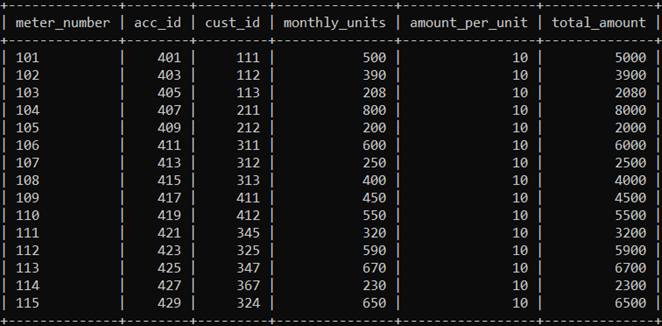 | meter_number | acc_id | cust_id | monthly_units | amount_per_unit | total_amount |
| 101 | 401 | 111 | 500 | 10 | 5000 |
| 102 | 403 | 112 | 390 | 10 | 3900 |
| 103 | 405 | 113 | 208 | 10 | 2080 |
| 104 | 407 | 211 | 800 | 10 | 8000 |
| 105 | 409 | 212 | 200 | 10 | 2000 |
| 106 | 411 | 311 | 600 | 10 | 6000 |
| 107 | 413 | 312 | 250 | 10 | 2500 |
| 108 | 415 | 313 | 400 | 10 | 4000 |
| 109 | 417 | 411 | 450 | 10 | 4500 |
| 110 | 419 | 412 | 550 | 10 | 5500 |
| 111 | 421 | 345 | 320 | 10 | 3200 |
| 112 | 423 | 325 | 590 | 10 | 5900 |
| 113 | 425 | 347 | 670 | 10 | 6700 |
| 114 | 427 | 367 | 230 | 10 | 2300 |
| 115 | 429 | 324 | 650 | 10 | 6500 |